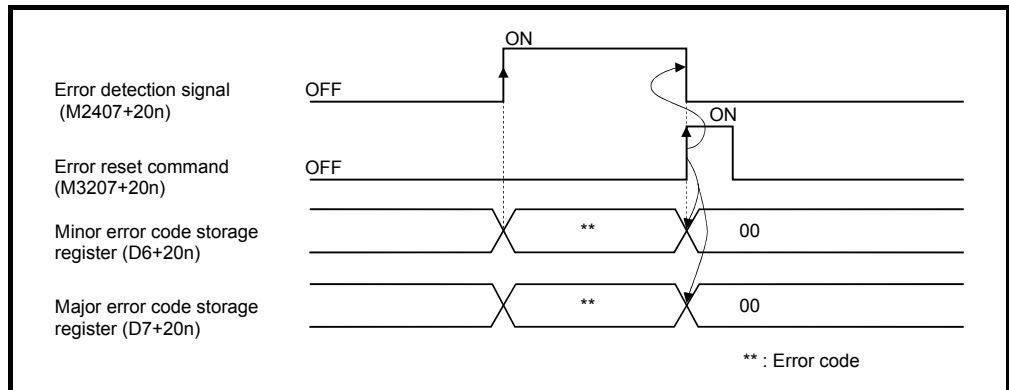 ON
Error detection signal
(M2407+20n)
OFF
ON
Error reset command
(M3207+20n)
OFF
Minor error code storage
register (D6+20n)
**
00
Major error code storage
register (D7+20n)
**
00
** : Error code